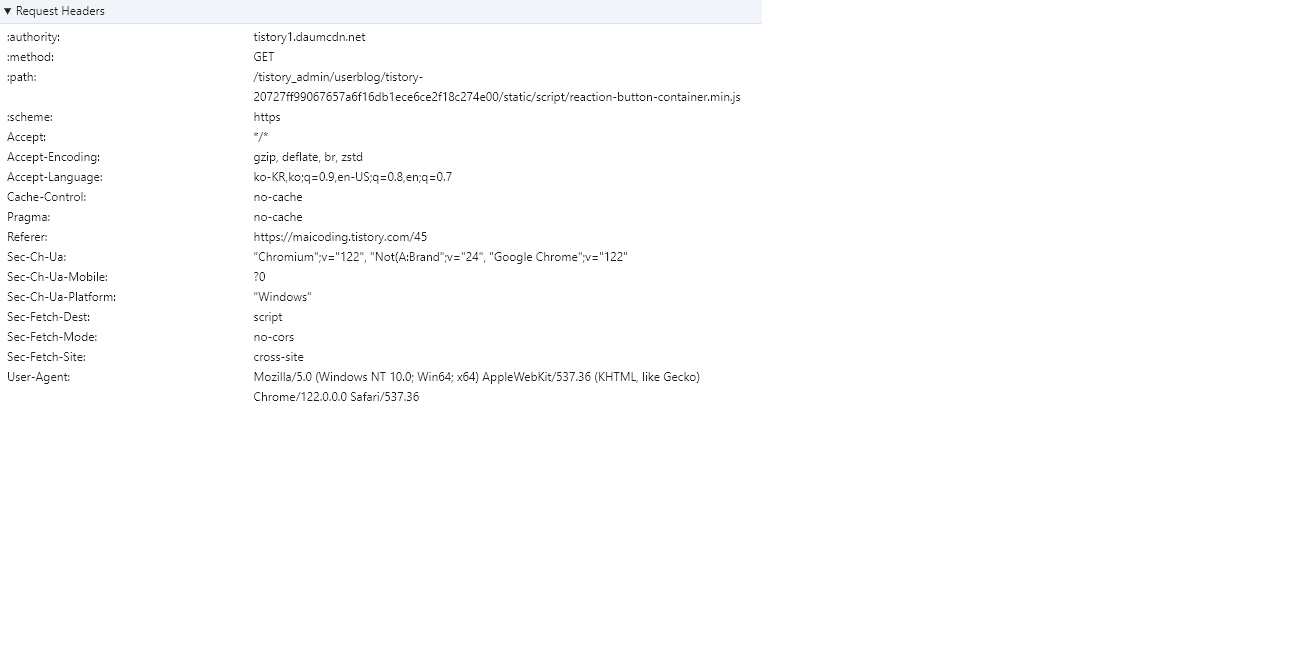 ▼ Request Headers
:authority: tistory1.daumcdn.net
:method: GET
:path: /tistory_admin/userblog/tistory-
20727ff99067657a6f16db1ece6ce2f18c274e00/static/script/reaction-button-container.min.js
:scheme: https
Accept: */*
Accept-Encoding: gzip, deflate, br, zstd
Accept-Language: ko-KR,ko;q=0.9,en-US;q=0.8,en;q=0.7
Cache-Control: no-cache
Pragma: no-cache
Referer: https://maicoding.tistory.com/45
Sec-Ch-Ua: "Chromium";v="122", "Not(A:Brand";v="24", "Google Chrome";v="122"
Sec-Ch-Ua-Mobile: ?0
Sec-Ch-Ua-Platform: "Windows"
Sec-Fetch-Dest: script
Sec-Fetch-Mode: no-cors
Sec-Fetch-Site: cross-site
User-Agent: Mozilla/5.0 (Windows NT 10.0; Win64; x64) AppleWebKit/537.36 (KHTML, like Gecko)
Chrome/122.0.0.0 Safari/537.36